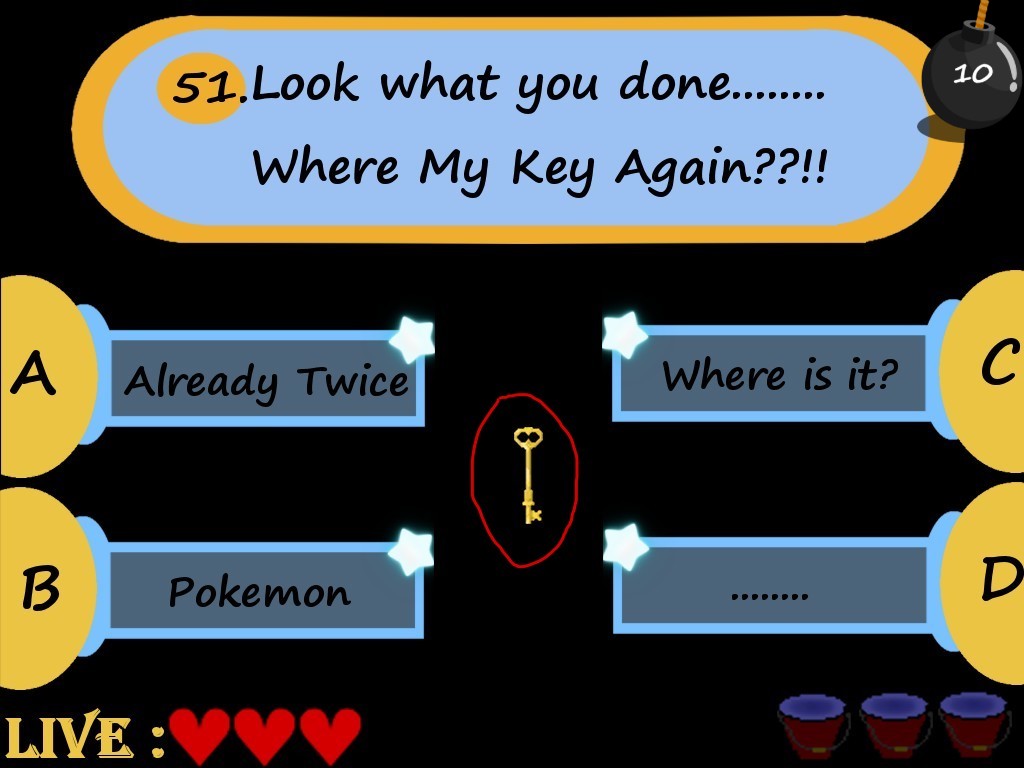 51.Look what you done........
10
Where My Key Again??!!
A
Already Twice
C
Where is it?
B
Pokemon
D
........
LIVE :